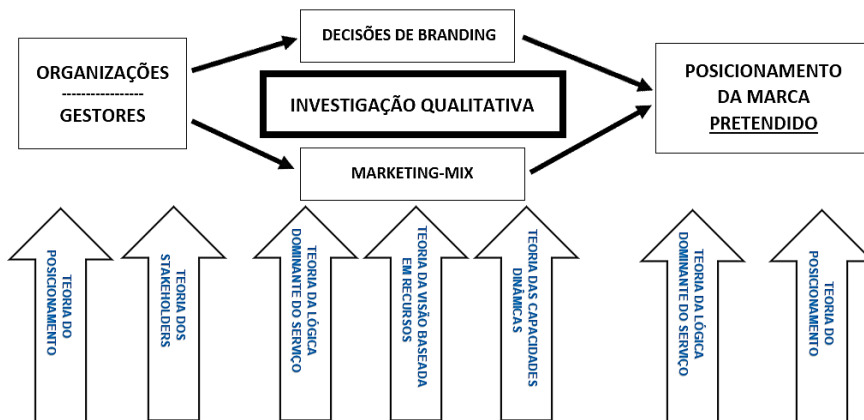 DECISÕES DE BRANDING
ORGANIZAÇÕES
-----------------
GESTORES
INVESTIGAÇÃO QUALITATIVA
POSICIONAMENTO
DA MARCA
PRETENDIDO
MARKETING-MIX
TEORIA DO
POSICIONAMENTO
TEORIA DOS
STAKEHOLDERS
TEORIA DA LÓGICA
DOMINANTE DO SERVIÇO
TEORIA DA VISÃO BASEADA
EM RECURSOS
TEORIA DAS CAPACIDADES
DINÂMICAS
TEORIA DA LÓGICA
DOMINANTE DO SERVIÇO
TEORIA DO
POSICIONAMENTO